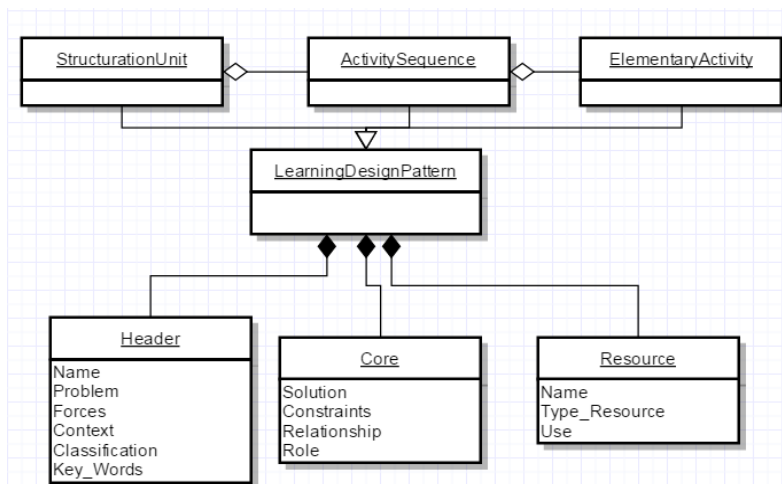 StructurationUnit
ActivitySequence
ElementaryActivity
LearningDesignPattern
Header
Name
Problem
Forces
Context
Classification
Key_Words
Core
Solution
Constraints
Relationship
Role
Resource
Name
Type_Resource
Use